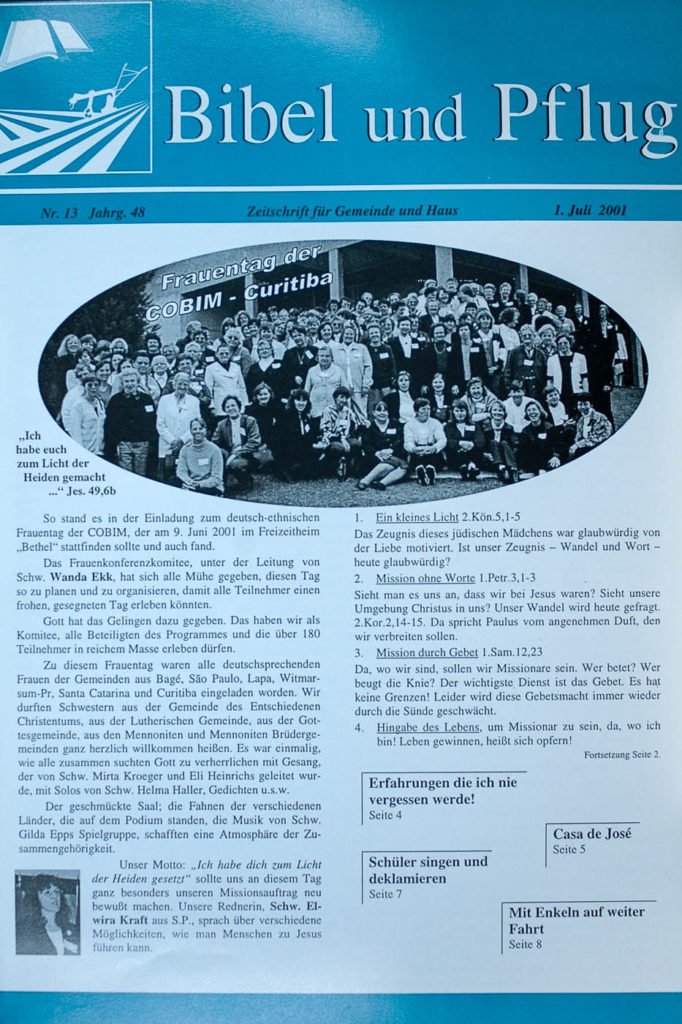 Bibel und Pflug
Nr. 13 Jahrg. 48
Zeitschrift für Gemeinde und Haus
1. Juli 2001
Frauentag der
COBIM - Curitiba
„Ich
habe euch
zum Licht der
Heiden gemacht
...“ Jes. 49,6b
So stand es in der Einladung zum deutsch-ethnischen
Frauentag der COBIM, der am 9. Juni 2001 im Freizeitheim
„Bethel“ stattfinden sollte und auch fand.
Das Frauenkonferenzkomitee, unter der Leitung von
Schw. Wanda Ekk, hat sich alle Mühe gegeben, diesen Tag
so zu planen und zu organisieren, damit alle Teilnehmer einen
frohen, gesegneten Tag erleben könnten.
Gott hat das Gelingen dazu gegeben. Das haben wir als
Komitee, alle Beteiligten des Programmes und die über 180
Teilnehmer in reichem Masse erleben dürfen.
Zu diesem Frauentag waren alle deutschsprechenden
Frauen der Gemeinden aus Bagé, São Paulo, Lapa, Witmar-
sum-Pr, Santa Catarina und Curitiba eingeladen worden. Wir
durften Schwestern aus der Gemeinde des Entschiedenen
Christentums, aus der Lutherischen Gemeinde, aus der Got-
tesgemeinde, aus den Mennoniten und Mennoniten Brüderge-
meinden ganz herzlich willkommen heißen. Es war einmalig,
wie alle zusammen suchten Gott zu verherrlichen mit Gesang,
der von Schw. Mirta Kroeger und Eli Heinrichs geleitet wur-
de, mit Solos von Schw. Helma Haller, Gedichten u.s.w.
Der geschmückte Saal; die Fahnen der verschiedenen
Länder, die auf dem Podium standen, die Musik von Schw.
Gilda Epps Spielgruppe, schafften eine Atmosphäre der Zu-
sammengehörigkeit.
Unser Motto: „Ich habe dich zum Licht
der Heiden gesetzt“ sollte uns an diesem Tag
ganz besonders unseren Missionsauftrag neu
bewußt machen. Unsere Rednerin, Schw. El-
wira Kraft aus S.P., sprach über verschiedene
Möglichkeiten, wie man Menschen zu Jesus
führen kann.
1. Ein kleines Licht 2.Kön.5,1-5
Das Zeugnis dieses jüdischen Mädchens war glaubwürdig von
der Liebe motiviert. Ist unser Zeugnis – Wandel und Wort –
heute glaubwürdig?
2. Mission ohne Worte 1.Petr.3,1-3
Sieht man es uns an, dass wir bei Jesus waren? Sieht unsere
Umgebung Christus in uns? Unser Wandel wird heute gefragt.
2.Kor.2,14-15. Da spricht Paulus vom angenehmen Duft, den
wir verbreiten sollen.
3. Mission durch Gebet 1.Sam.12,23
Da, wo wir sind, sollen wir Missionare sein. Wer betet? Wer
beugt die Knie? Der wichtigste Dienst ist das Gebet. Es hat
keine Grenzen! Leider wird diese Gebetsmacht immer wieder
durch die Sünde geschwächt.
4. Hingabe des Lebens, um Missionar zu sein, da, wo ich
bin! Leben gewinnen, heißt sich opfern!
Fortsetzung Seite 2.
Erfahrungen die ich nie
vergessen werde!
Seite 4
Casa de José
Seite 5
Schüler singen und
deklamieren
Seite 7
Mit Enkeln auf weiter
Fahrt
Seite 8